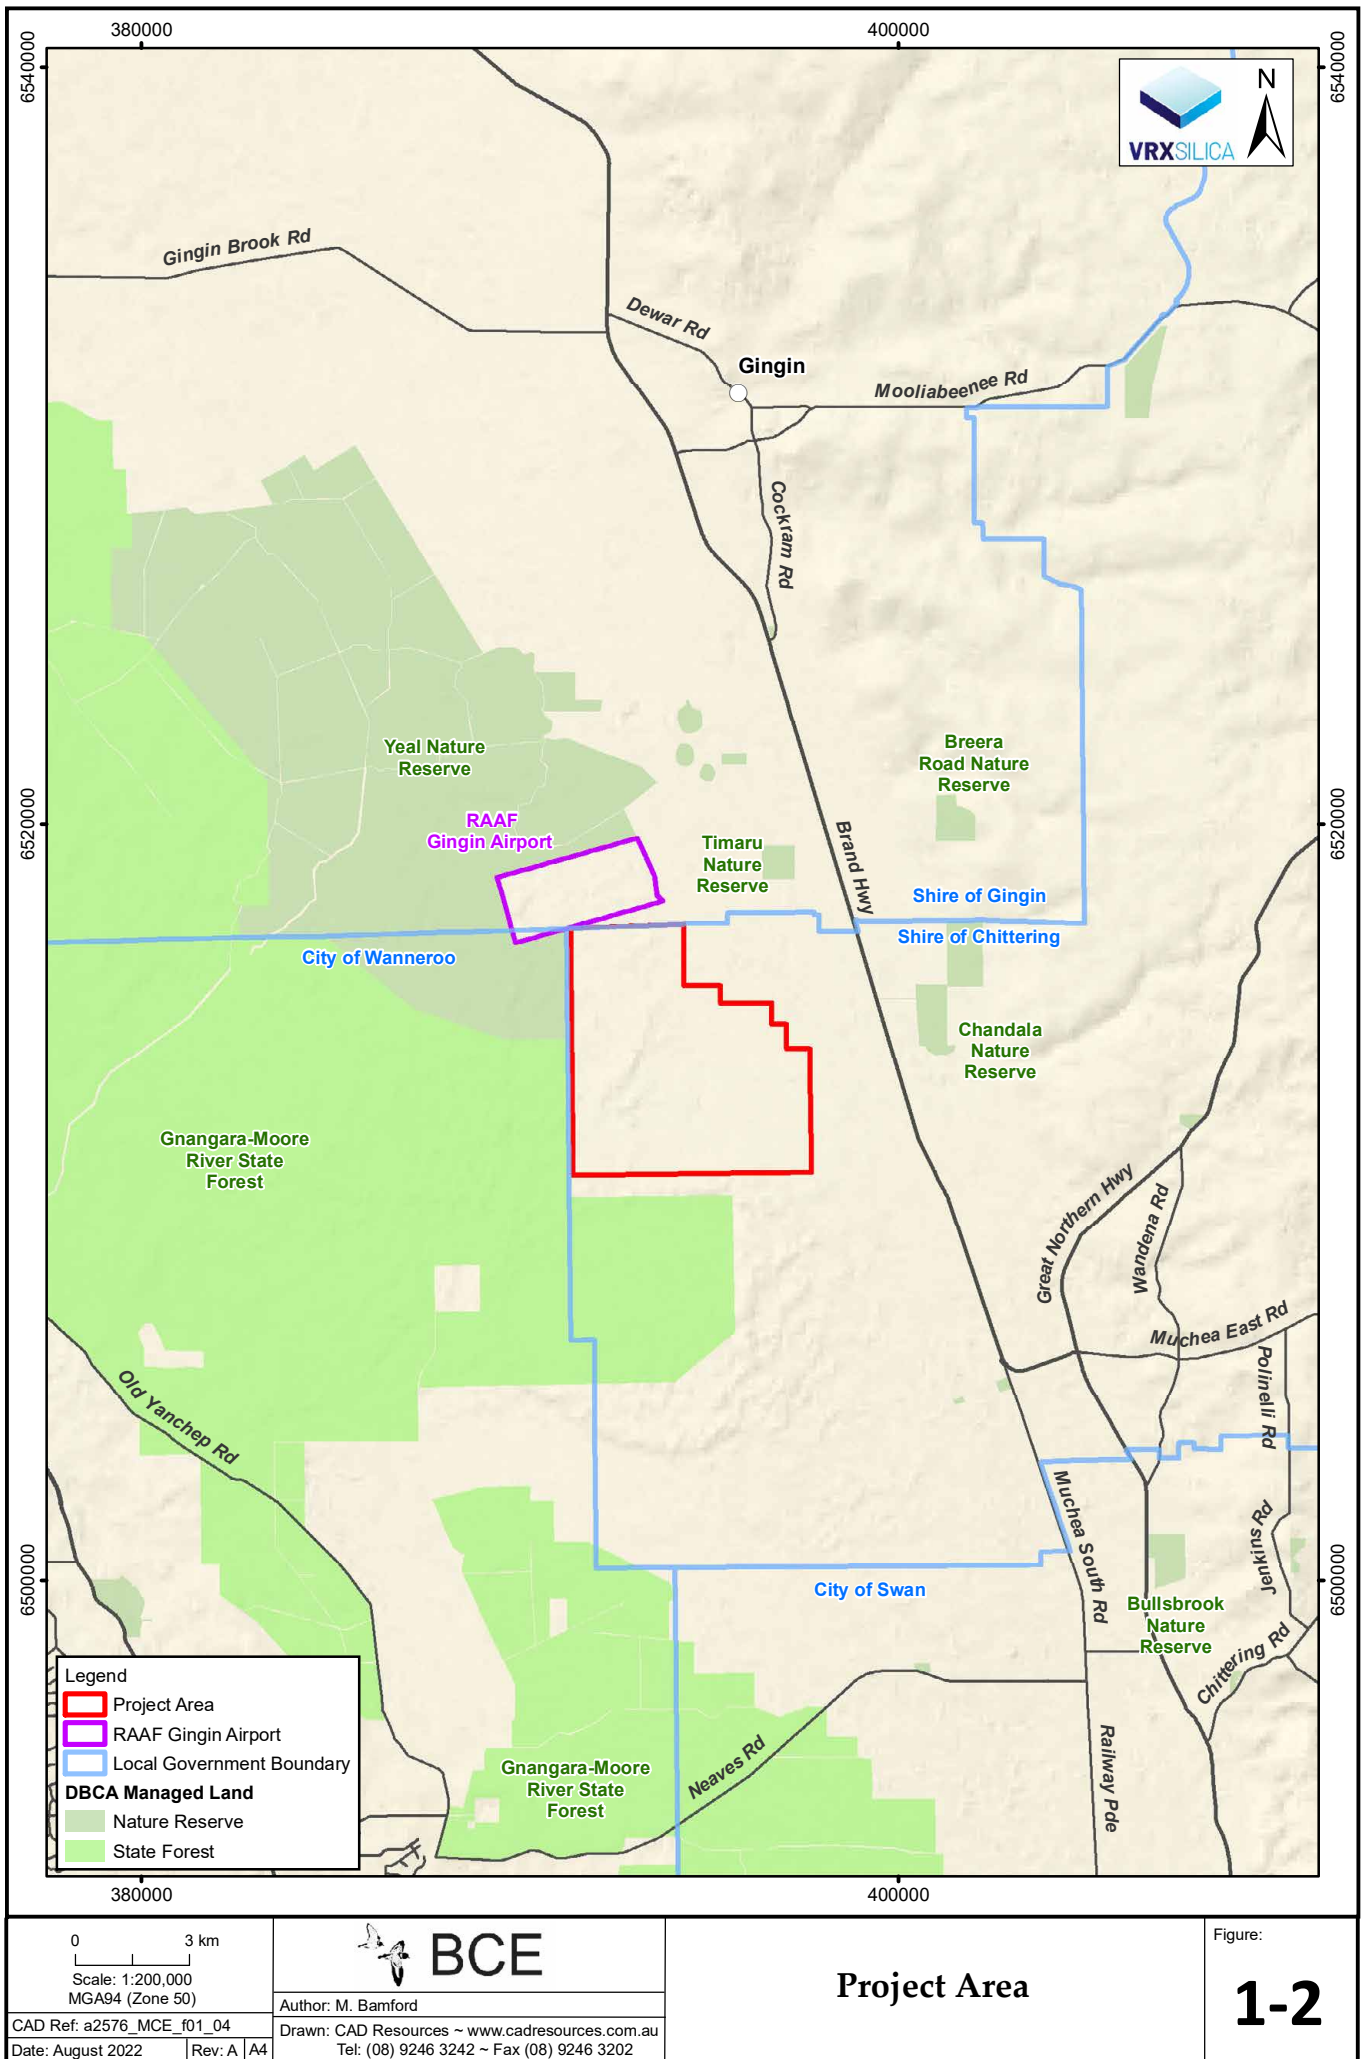 380000
400000
6540000
6540000
N
VRXSILICA
Gingin Brook Rd
Dewar Rd
Gingin
Mooliabeenee Rd
Cockram Rd
Yeal Nature
Reserve
Breera
Road Nature
Reserve
6520000
6520000
RAAF
Gingin Airport
Timaru
Nature
Reserve
Brand Hwy
Shire of Gingin
Shire of Chittering
City of Wanneroo
Chandala
Nature
Reserve
Gnangara-Moore
River State
Forest
Great Northern Hwy
Wandena Rd
Muchea East Rd
Polinelli Rd
Old Yanchep Rd
Muchea South Rd
Jenkins Rd
6500000
6500000
City of Swan
Bullsbrook
Nature
Reserve
Chittering Rd
Neaves Rd
Railway Pde
Gnangara-Moore
River State
Forest
Legend
Project Area
RAAF Gingin Airport
Local Government Boundary
DBCA Managed Land
Nature Reserve
State Forest
380000
400000
0 3 km
Scale: 1:200,000
MGA94 (Zone 50)
CAD Ref: a2576_MCE_f01_04
Date: August 2022 Rev: A A4
BCE
Author: M. Bamford
Drawn: CAD Resources ~ www.cadresources.com.au
Tel: (08) 9246 3242 ~ Fax (08) 9246 3202
Project Area
Figure:
1-2